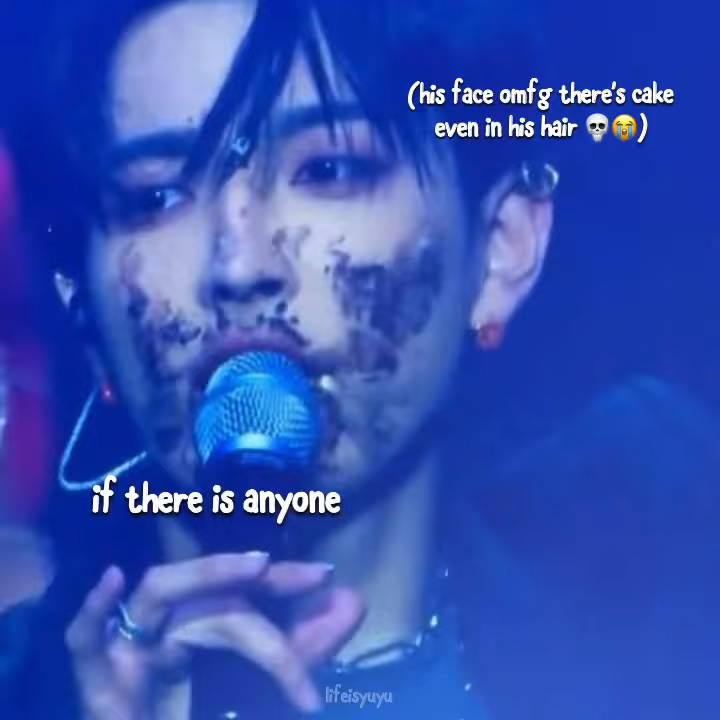 (his face omfg there's cake
even in his hair 💀😭)
if there is anyone
lifeisyuyu